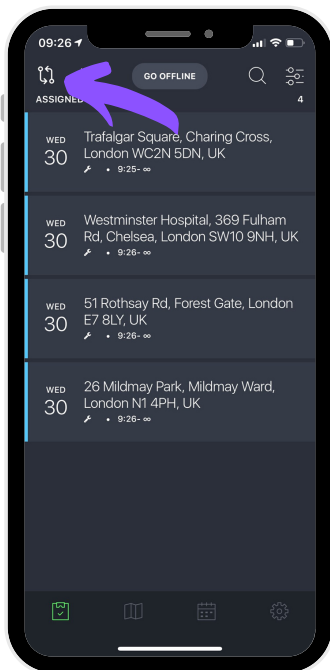 09:26
GO OFFLINE
ASSIGNED
4
WED
30
Trafalgar Square, Charing Cross,
London WC2N 5DN, UK
• 9:25- ∞
WED
30
Westminster Hospital, 369 Fulham
Rd, Chelsea, London SW10 9NH, UK
• 9:26- ∞
WED
30
51 Rothsay Rd, Forest Gate, London
E7 8LY, UK
• 9:26- ∞
WED
30
26 Mildmay Park, Mildmay Ward,
London N1 4PH, UK
• 9:26- ∞